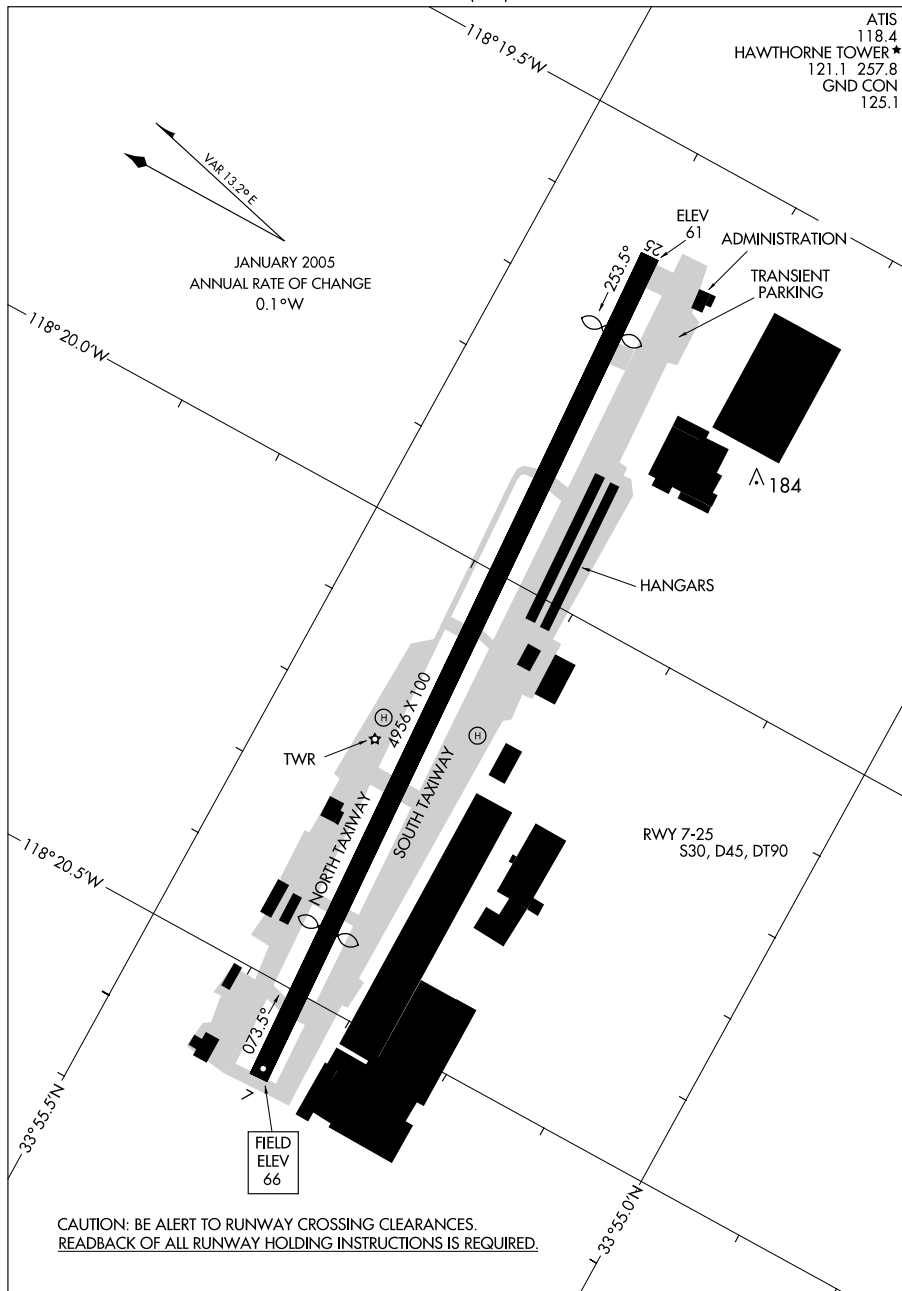 118°19.5'W
ATIS
118.4
HAWTHORNE TOWER★
121.1 257.8
GND CON
125.1
VAR 13.2° E
JANUARY 2005
ANNUAL RATE OF CHANGE
0.1°W
ELEV
61
ADMINISTRATION
TRANSIENT
PARKING
25
253.5°
118°20.0'W
184
HANGARS
H
H
4956 X 100
TWR
SOUTH TAXIWAY
NORTH TAXIWAY
RWY 7-25
S30, D45, DT90
118°20.5'W
073.5°
7
FIELD
ELEV
66
33°55.5'N
33°55.0'N
CAUTION: BE ALERT TO RUNWAY CROSSING CLEARANCES.
READBACK OF ALL RUNWAY HOLDING INSTRUCTIONS IS REQUIRED.